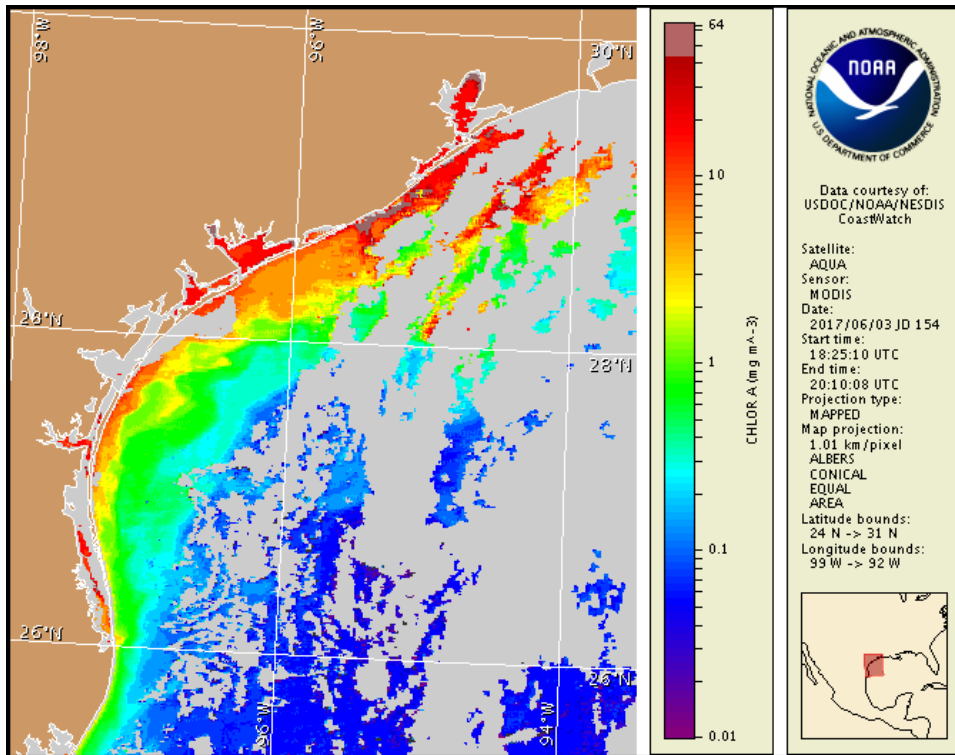 98°W
96°W
30°N
28°N
28°N
26°N
26°N
96°W
94°W
64
10
1
0.1
0.01
CHLOR A (mg m^-3)
NATIONAL OCEANIC AND ATMOSPHERIC ADMINISTRATION
NOAA
U.S. DEPARTMENT OF COMMERCE
Data courtesy of:
USDOC/NOAA/NESDIS
CoastWatch
Satellite:
AQUA
Sensor:
MODIS
Date:
2017/06/03 JD 154
Start time:
18:25:10 UTC
End time:
20:10:08 UTC
Projection type:
MAPPED
Map projection:
1.01 km/pixel
ALBERS
CONICAL
EQUAL
AREA
Latitude bounds:
24 N -> 31 N
Longitude bounds:
99 W -> 92 W